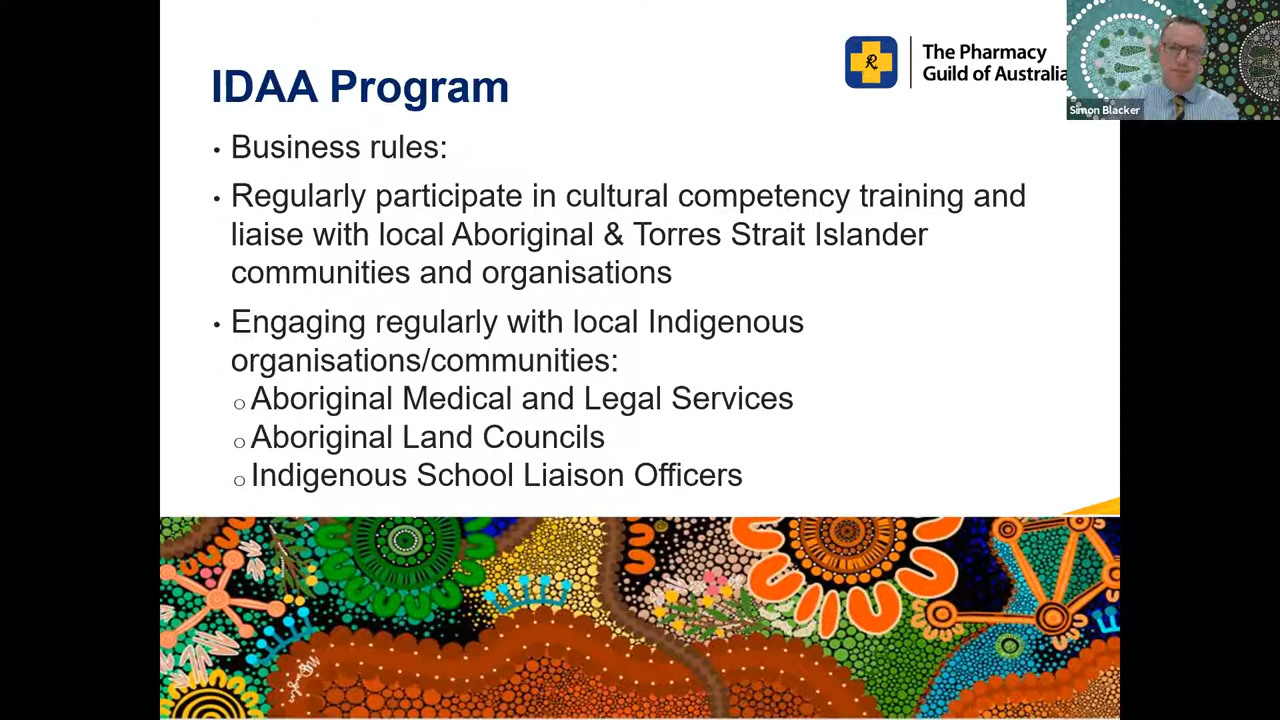 The Pharmacy
Guild of Australia
Simon Blacker
IDAA Program
• Business rules:
• Regularly participate in cultural competency training and
liaise with local Aboriginal & Torres Strait Islander
communities and organisations
• Engaging regularly with local Indigenous
organisations/communities:
○ Aboriginal Medical and Legal Services
○ Aboriginal Land Councils
○ Indigenous School Liaison Officers